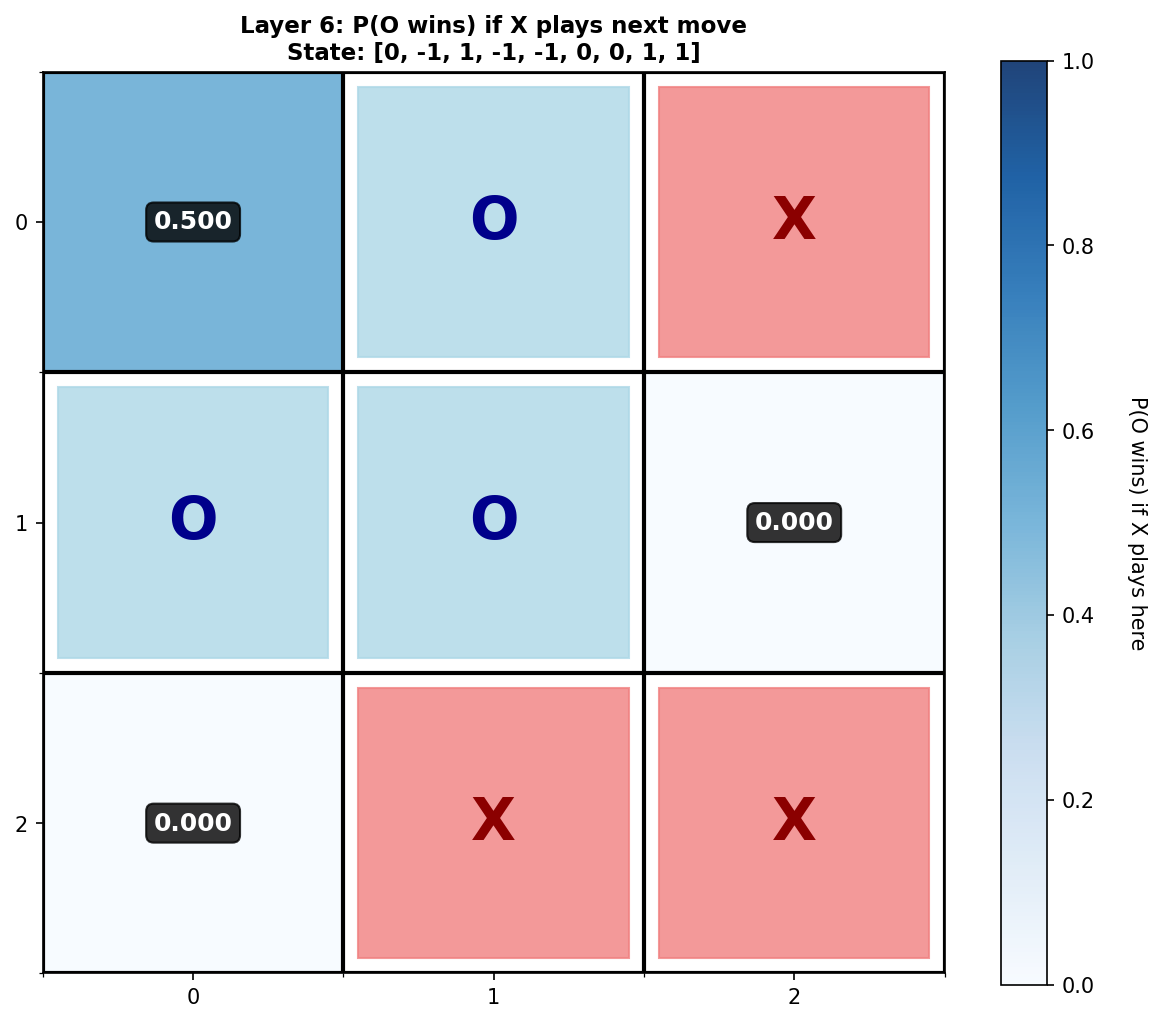 Layer 6: P(O wins) if X plays next move
State: [0, -1, 1, -1, -1, 0, 0, 1, 1]
0.500
O
X
O
O
0.000
0.000
X
X
0
1
2
0
1
2
1.0
0.8
0.6
0.4
0.2
0.0
P(O wins) if X plays here